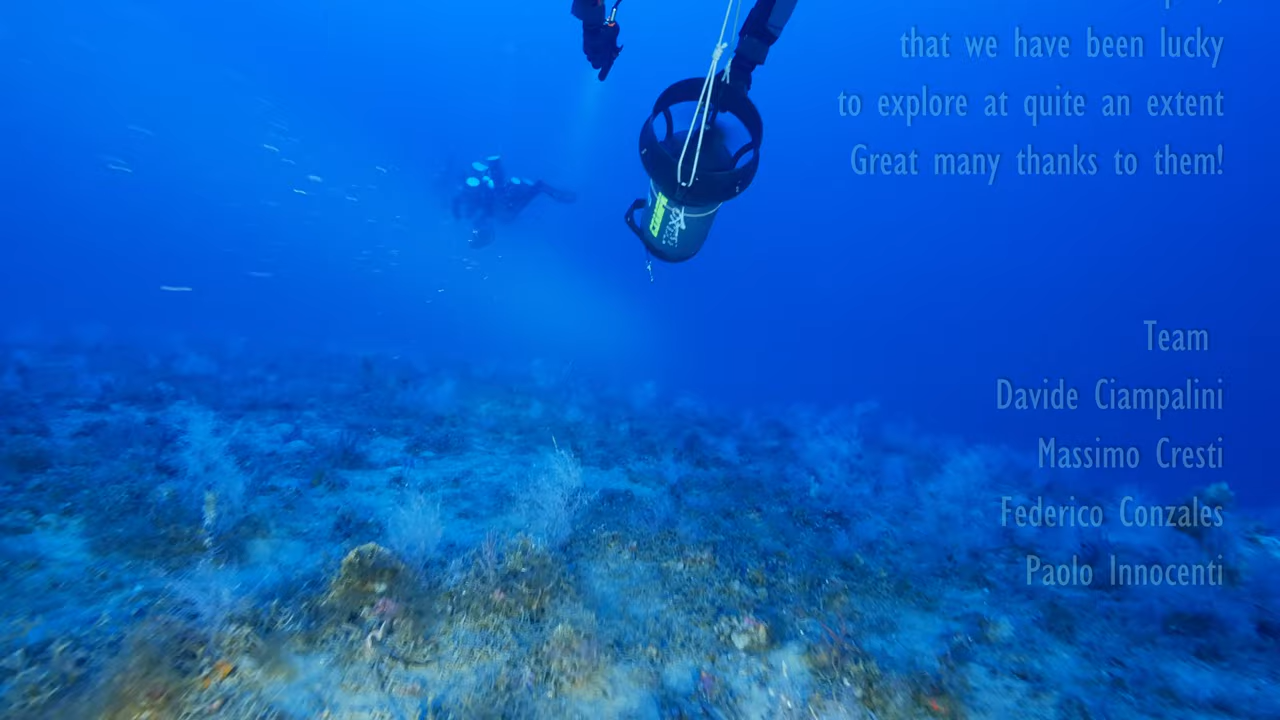 that we have been lucky
to explore at quite an extent
Great many thanks to them!
Team
Davide Ciampalini
Massimo Cresti
Federico Conzales
Paolo Innocenti